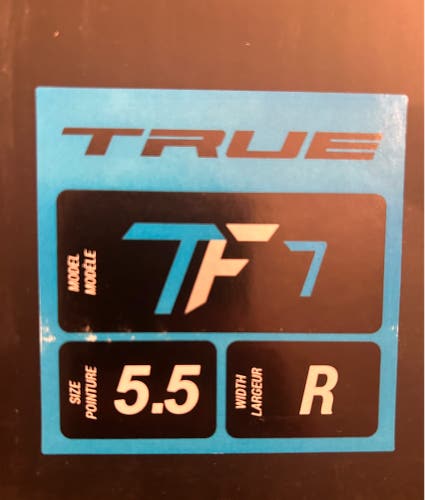 TRUE
MODEL
MODÈLE
TF7
SIZE
POINTURE
5.5
WIDTH
LARGEUR
R